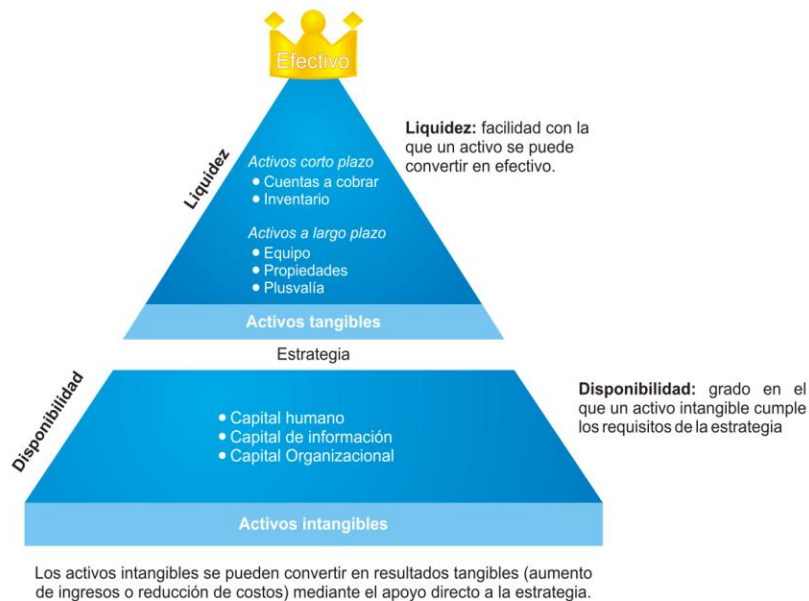 Efectivo
Liquidez
Liquidez: facilidad con la
que un activo se puede
convertir en efectivo.
Activos corto plazo
• Cuentas a cobrar
• Inventario
Activos a largo plazo
• Equipo
• Propiedades
• Plusvalía
Activos tangibles
Estrategia
Disponibilidad
Disponibilidad: grado en el
que un activo intangible cumple
los requisitos de la estrategia
• Capital humano
• Capital de información
• Capital Organizacional
Activos intangibles
Los activos intangibles se pueden convertir en resultados tangibles (aumento
de ingresos o reducción de costos) mediante el apoyo directo a la estrategia.